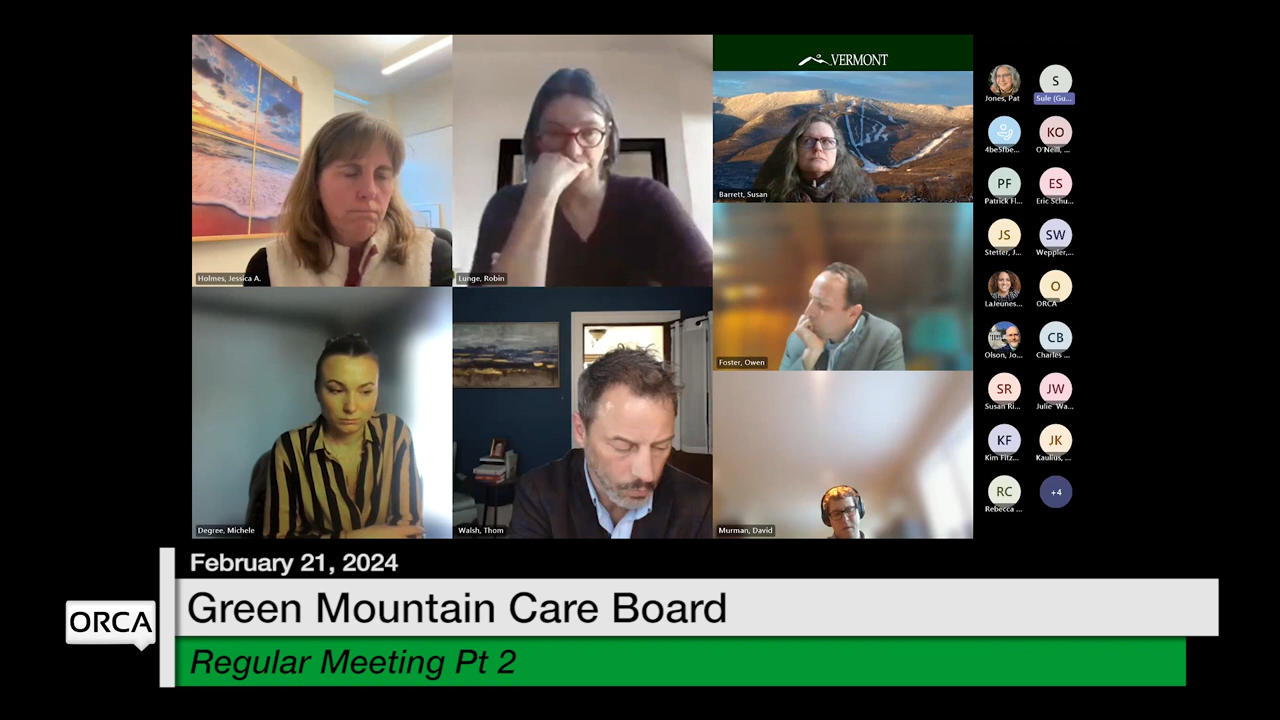 VERMONT
Holmes, Jessica A.
Lunge, Robin
Barrett, Susan
Foster, Owen
Degree, Michele
Walsh, Thom
Murman, David
Jones, Pat
S
Sule (Gu...
4be5fbe...
KO
O'Neill, ...
PF
Patrick Fl...
ES
Eric Schu...
JS
Stetter, J...
SW
Weppler,...
LaJeunes...
O
ORCA
Olson, Jo...
CB
Charles ...
SR
Susan Ri...
JW
Julie Wa...
KF
Kim Fitz...
JK
Kaulius, ...
RC
Rebecca ...
+4
February 21, 2024
ORCA
Green Mountain Care Board
Regular Meeting Pt 2